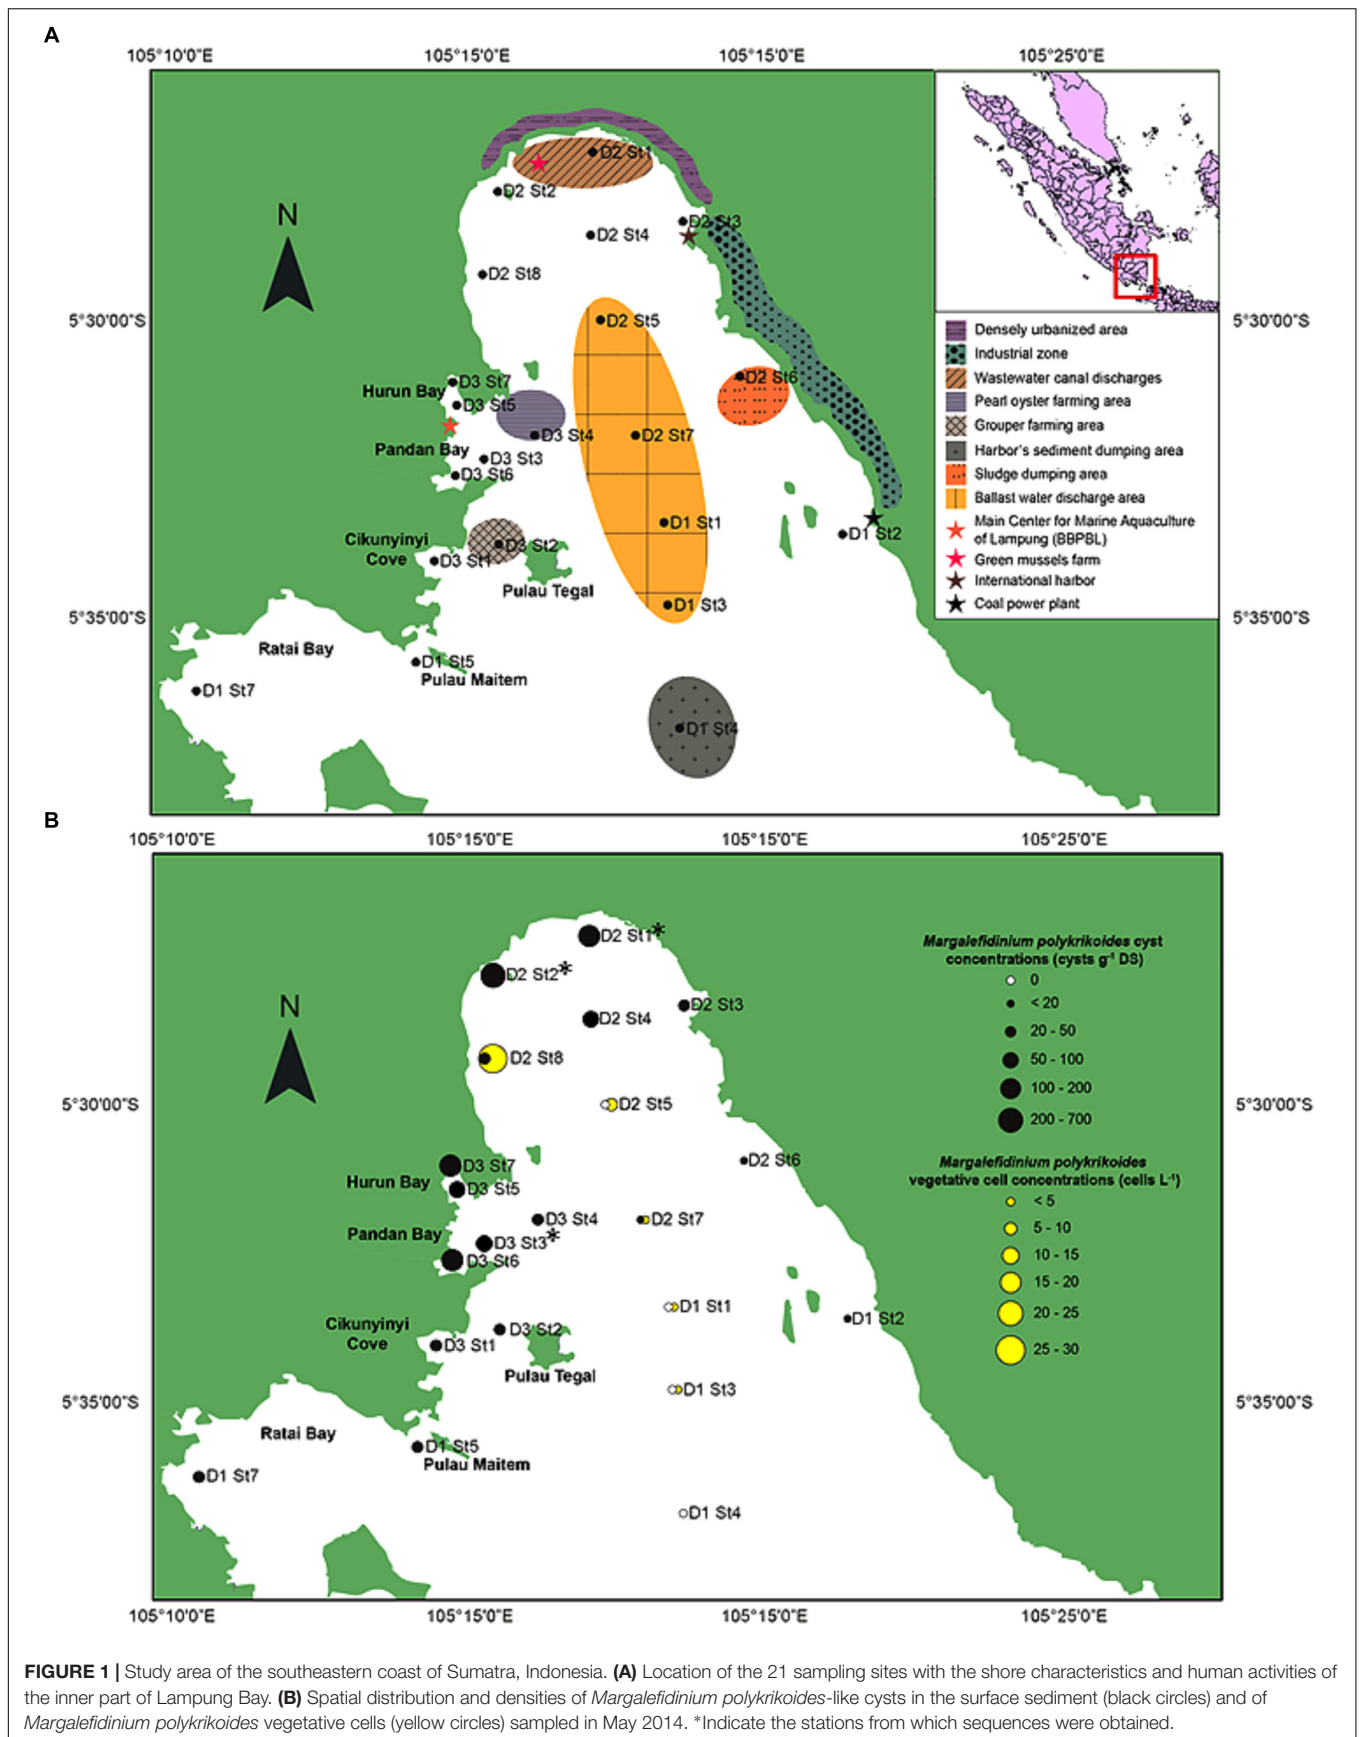 A
105°10'0"E 105°15'0"E 105°15'0"E 105°25'0"E
D2 St1
D2 St2
D2 St3
D2 St4
D2 St8
N
5°30'00"S 5°30'00"S
D2 St5
Densely urbanized area
Industrial zone
Wastewater canal discharges
Pearl oyster farming area
Grouper farming area
Harbor's sediment dumping area
Sludge dumping area
Ballast water discharge area
Main Center for Marine Aquaculture
of Lampung (BBPBL)
Green mussels farm
International harbor
Coal power plant
D2 St6
Hurun Bay D3 St7
D3 St5
D3 St4 D2 St7
Pandan Bay
D3 St3
D3 St6
D1 St1
D1 St2
Cikunyinyi
Cove
D3 St2
D3 St1
Pulau Tegal
D1 St3
5°35'00"S 5°35'00"S
Ratai Bay
D1 St5
Pulau Maitem
D1 St7
D1 St4
B
105°10'0"E 105°15'0"E 105°15'0"E 105°25'0"E
D2 St1*
D2 St2*
D2 St3
D2 St4
D2 St8
N
Margalefidinium polykrikoides cyst
concentrations (cysts g-1 DS)
0
< 20
20 - 50
50 - 100
100 - 200
200 - 700
5°30'00"S 5°30'00"S
D2 St5
D2 St6
Margalefidinium polykrikoides
vegetative cell concentrations (cells L-1)
< 5
5 - 10
10 - 15
15 - 20
20 - 25
25 - 30
D3 St7
Hurun Bay
D3 St5
D3 St4 D2 St7
Pandan Bay
D3 St3*
D3 St6
D1 St1
D1 St2
Cikunyinyi
Cove
D3 St2
D3 St1
Pulau Tegal
D1 St3
5°35'00"S 5°35'00"S
Ratai Bay
D1 St5
Pulau Maitem
D1 St7
D1 St4
105°10'0"E 105°15'0"E 105°15'0"E 105°25'0"E
FIGURE 1 | Study area of the southeastern coast of Sumatra, Indonesia. (A) Location of the 21 sampling sites with the shore characteristics and human activities of
the inner part of Lampung Bay. (B) Spatial distribution and densities of Margalefidinium polykrikoides-like cysts in the surface sediment (black circles) and of
Margalefidinium polykrikoides vegetative cells (yellow circles) sampled in May 2014. *Indicate the stations from which sequences were obtained.